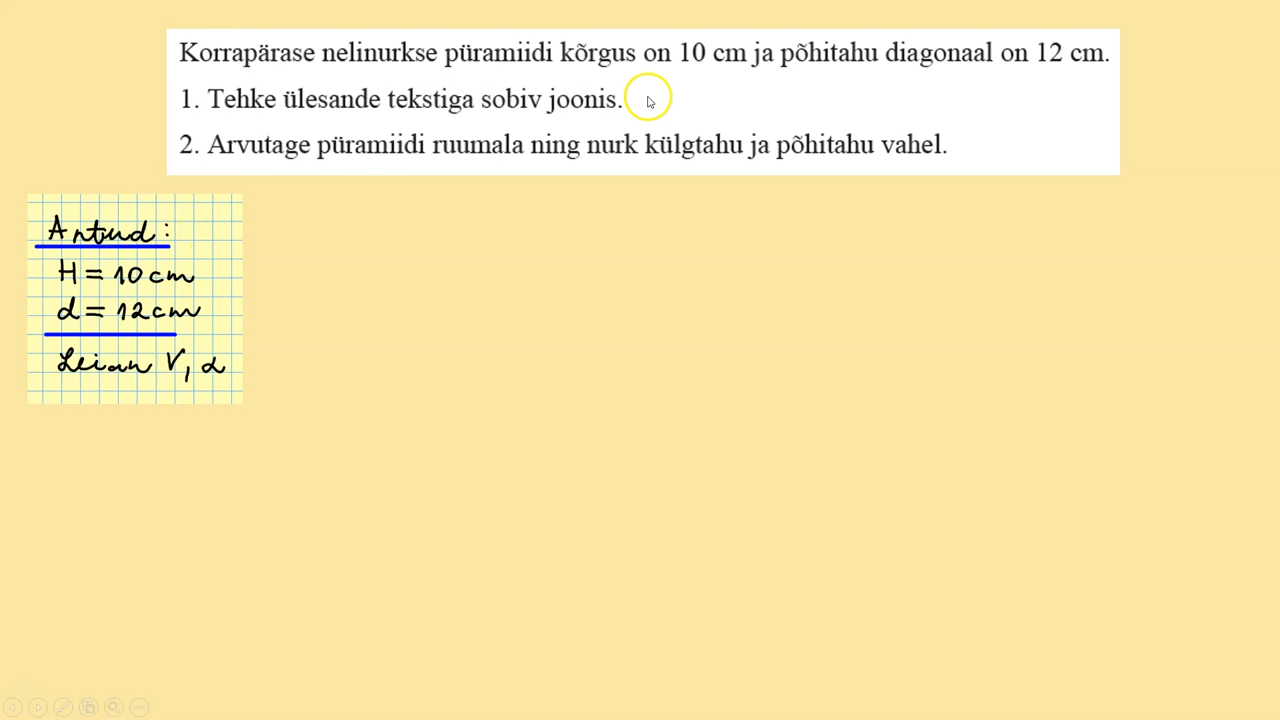 Korrapärase nelinurkse püramiidi kõrgus on 10 cm ja põhitahu diagonaal on 12 cm.
1. Tehke ülesande tekstiga sobiv joonis.
2. Arvutage püramiidi ruumala ning nurk külgtahu ja põhitahu vahel.
Antud:
H = 10 cm
d = 12 cm
Leian V, α